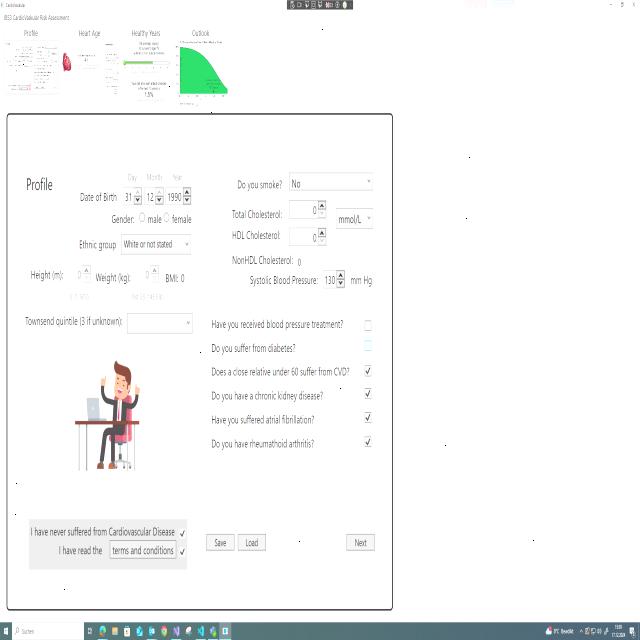 CardioVascular
IBS3 CardioVaskular Risk Assessment
Profile Heart Age Healthy Years Outlook
Profile
Day Month Year
Date of Birth 31 12 1990
Gender: male female
Ethnic group White or not stated
Height (m): 0 Weight (kg): 0 BMI: 0
Townsend quintile (3 if unknown):
Do you smoke? No
Total Cholesterol: 0 mmol/L
HDL Cholesterol: 0
NonHDL Cholesterol: 0
Systolic Blood Pressure: 130 mm Hg
Have you received blood pressure treatment?
Do you suffer from diabetes?
Does a close relative under 60 suffer from CVD?
Do you have a chronic kidney disease?
Have you suffered atrial fibrillation?
Do you have rheumathoid arthritis?
I have never suffered from Cardiovascular Disease
I have read the terms and conditions
Save Load Next
Suchen